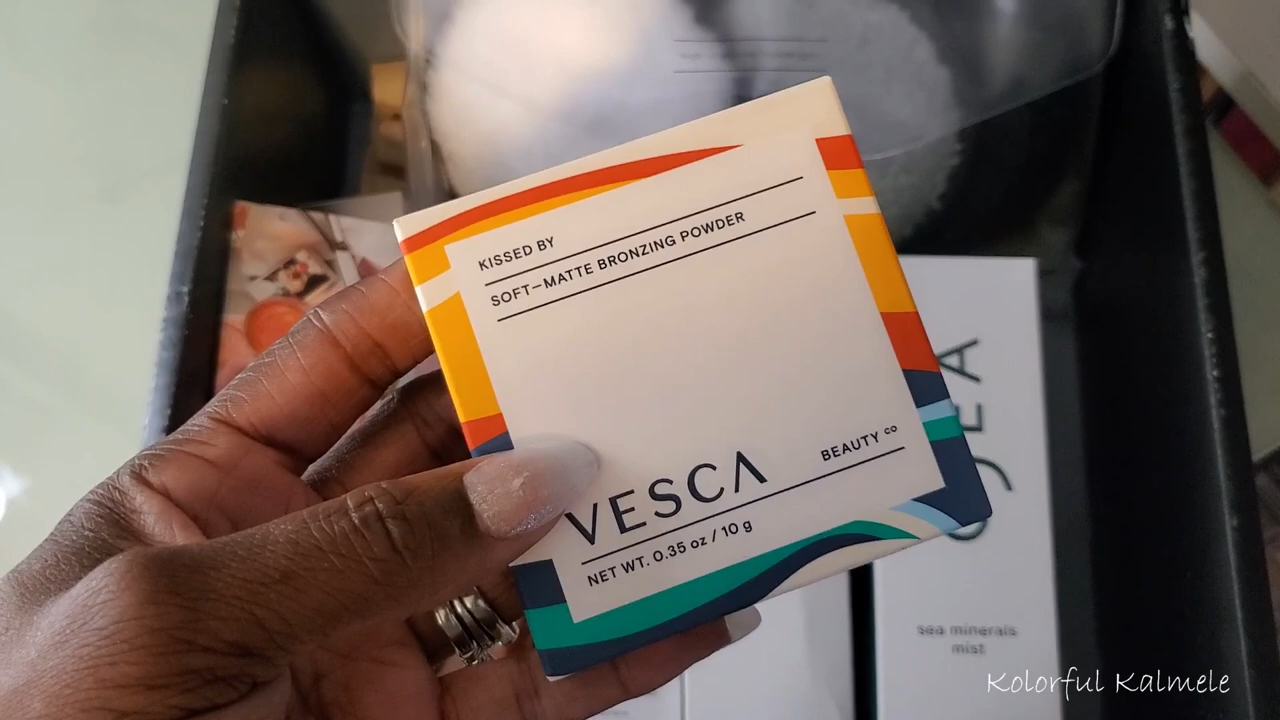 KISSED BY
SOFT-MATTE BRONZING POWDER
VESCA
BEAUTY CO
NET WT. 0.35 oz / 10 g
OSEA
sea minerals
mist
Kolorful Kalmele